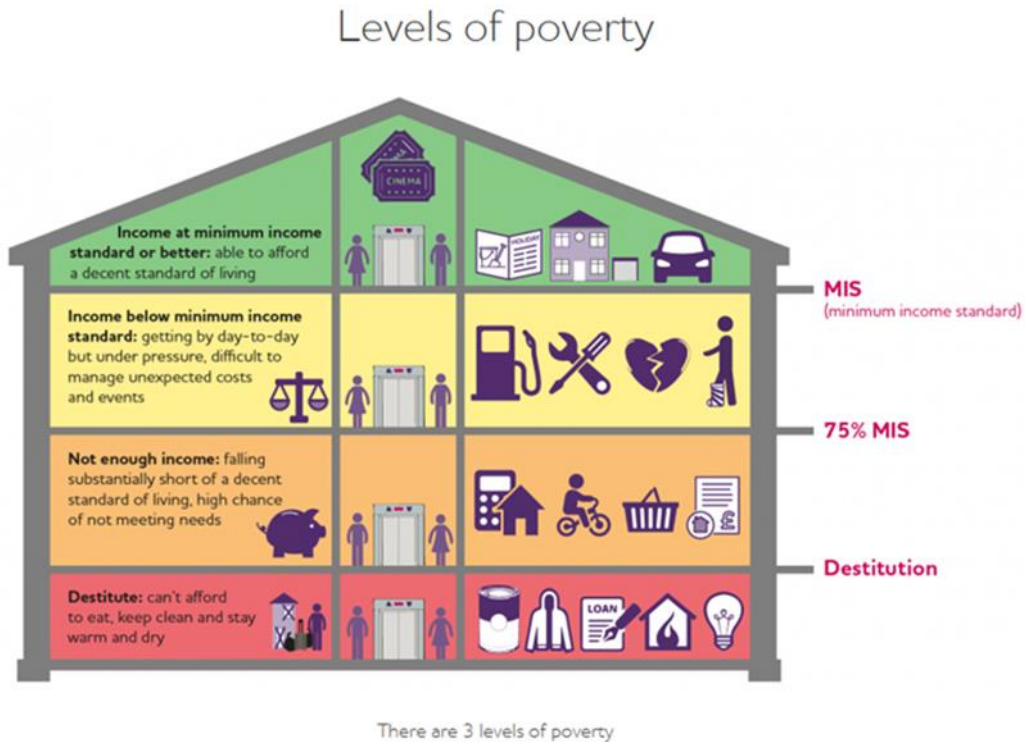 Levels of poverty
CINEMA
Income at minimum income
standard or better: able to afford
a decent standard of living
HOLIDAY
MIS
(minimum income standard)
Income below minimum income
standard: getting by day-to-day
but under pressure, difficult to
manage unexpected costs
and events
75% MIS
Not enough income: falling
substantially short of a decent
standard of living, high chance
of not meeting needs
£
Destitution
Destitute: can't afford
to eat, keep clean and stay
warm and dry
LOAN
There are 3 levels of poverty